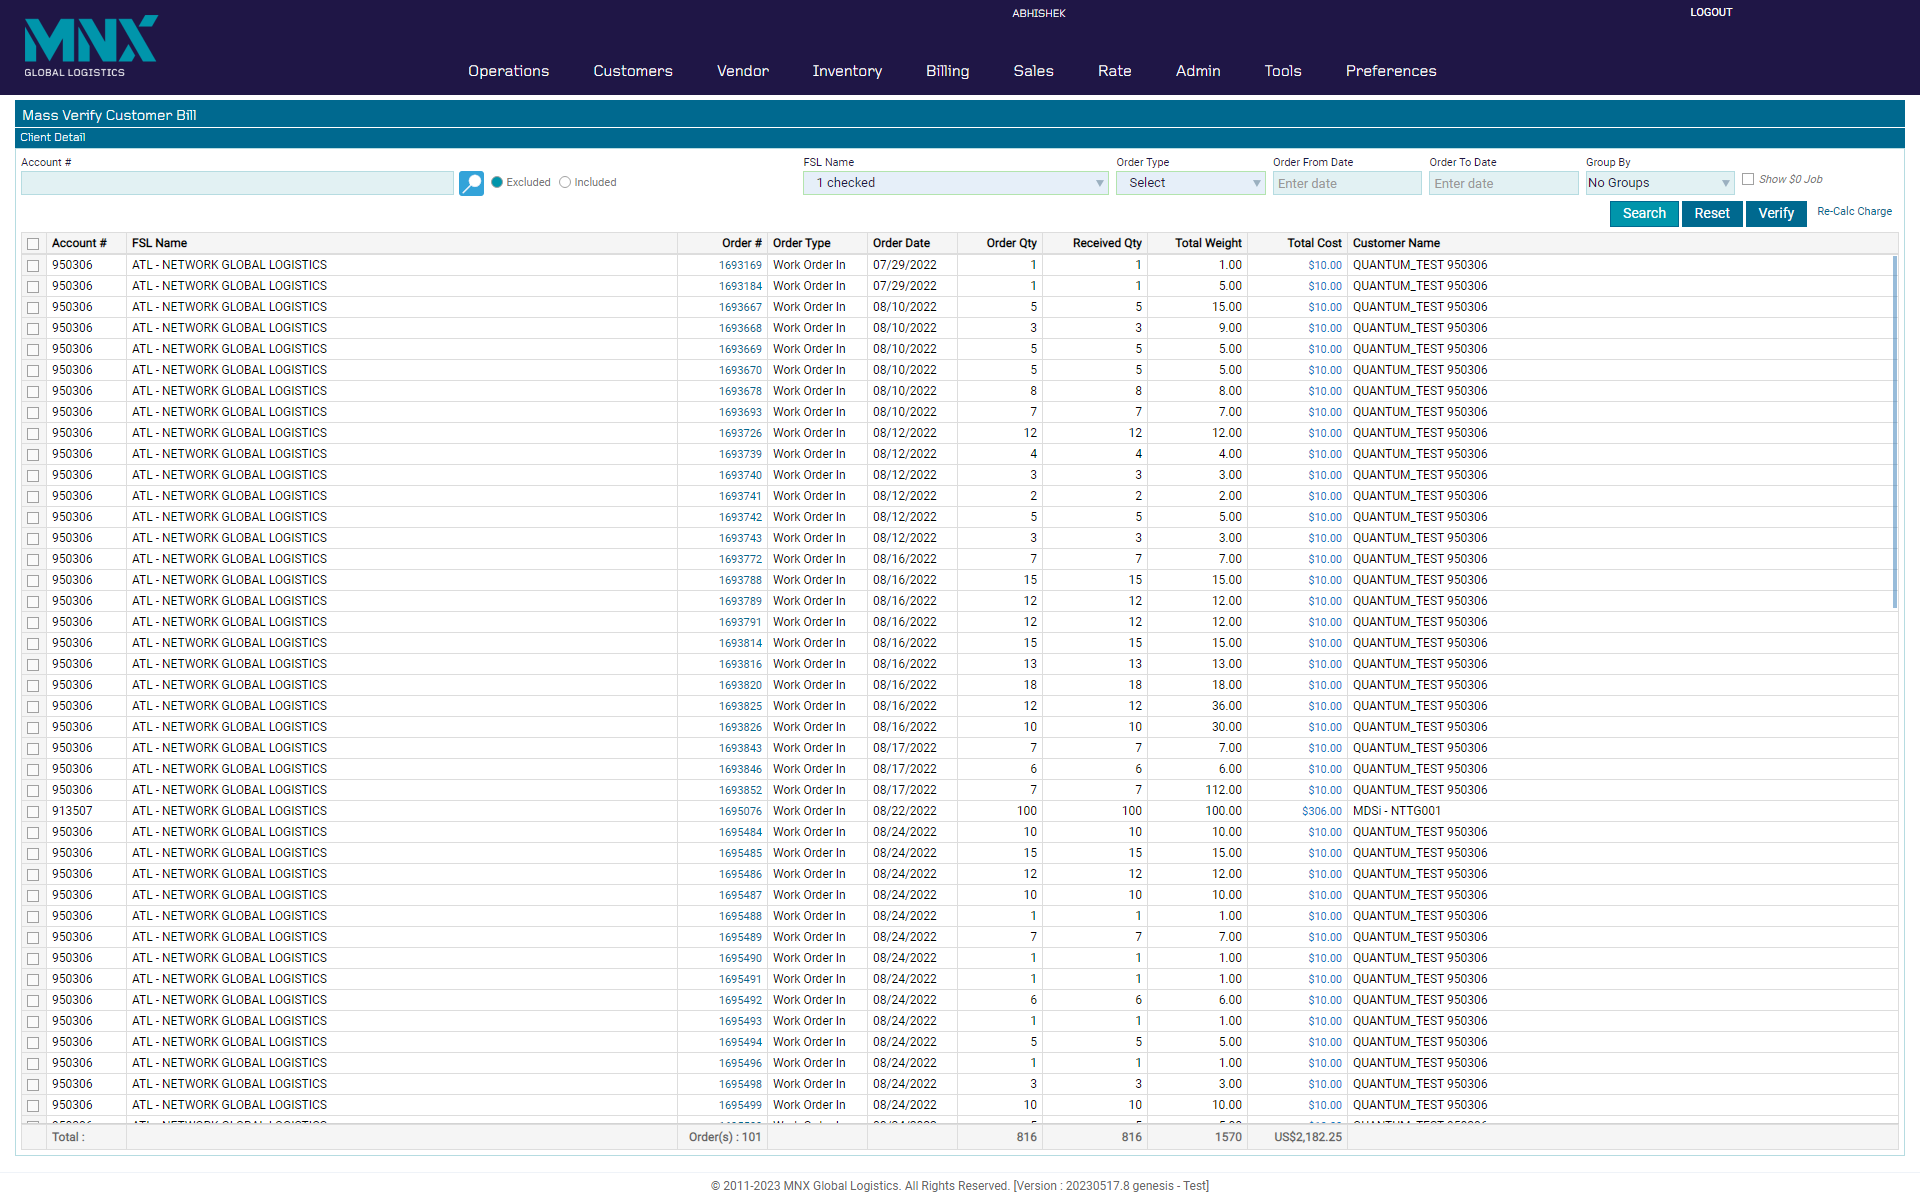 ABHISHEK
LOGOUT
MNX
GLOBAL LOGISTICS
Operations Customers Vendor Inventory Billing Sales Rate Admin Tools Preferences
Mass Verify Customer Bill
Client Detail
Account # FSL Name Order Type Order From Date Order To Date Group By
Excluded Included 1 checked Select Enter date Enter date No Groups Show $0 Job
Search Reset Verify Re-Calc Charge
Account # FSL Name Order # Order Type Order Date Order Qty Received Qty Total Weight Total Cost Customer Name
950306 ATL - NETWORK GLOBAL LOGISTICS 1693169 Work Order In 07/29/2022 1 1 1.00 $10.00 QUANTUM_TEST 950306
950306 ATL - NETWORK GLOBAL LOGISTICS 1693184 Work Order In 07/29/2022 1 1 5.00 $10.00 QUANTUM_TEST 950306
950306 ATL - NETWORK GLOBAL LOGISTICS 1693667 Work Order In 08/10/2022 5 5 15.00 $10.00 QUANTUM_TEST 950306
950306 ATL - NETWORK GLOBAL LOGISTICS 1693668 Work Order In 08/10/2022 3 3 9.00 $10.00 QUANTUM_TEST 950306
950306 ATL - NETWORK GLOBAL LOGISTICS 1693669 Work Order In 08/10/2022 5 5 5.00 $10.00 QUANTUM_TEST 950306
950306 ATL - NETWORK GLOBAL LOGISTICS 1693670 Work Order In 08/10/2022 5 5 5.00 $10.00 QUANTUM_TEST 950306
950306 ATL - NETWORK GLOBAL LOGISTICS 1693678 Work Order In 08/10/2022 8 8 8.00 $10.00 QUANTUM_TEST 950306
950306 ATL - NETWORK GLOBAL LOGISTICS 1693693 Work Order In 08/10/2022 7 7 7.00 $10.00 QUANTUM_TEST 950306
950306 ATL - NETWORK GLOBAL LOGISTICS 1693726 Work Order In 08/12/2022 12 12 12.00 $10.00 QUANTUM_TEST 950306
950306 ATL - NETWORK GLOBAL LOGISTICS 1693739 Work Order In 08/12/2022 4 4 4.00 $10.00 QUANTUM_TEST 950306
950306 ATL - NETWORK GLOBAL LOGISTICS 1693740 Work Order In 08/12/2022 3 3 3.00 $10.00 QUANTUM_TEST 950306
950306 ATL - NETWORK GLOBAL LOGISTICS 1693741 Work Order In 08/12/2022 2 2 2.00 $10.00 QUANTUM_TEST 950306
950306 ATL - NETWORK GLOBAL LOGISTICS 1693742 Work Order In 08/12/2022 5 5 5.00 $10.00 QUANTUM_TEST 950306
950306 ATL - NETWORK GLOBAL LOGISTICS 1693743 Work Order In 08/12/2022 3 3 3.00 $10.00 QUANTUM_TEST 950306
950306 ATL - NETWORK GLOBAL LOGISTICS 1693772 Work Order In 08/16/2022 7 7 7.00 $10.00 QUANTUM_TEST 950306
950306 ATL - NETWORK GLOBAL LOGISTICS 1693788 Work Order In 08/16/2022 15 15 15.00 $10.00 QUANTUM_TEST 950306
950306 ATL - NETWORK GLOBAL LOGISTICS 1693789 Work Order In 08/16/2022 12 12 12.00 $10.00 QUANTUM_TEST 950306
950306 ATL - NETWORK GLOBAL LOGISTICS 1693791 Work Order In 08/16/2022 12 12 12.00 $10.00 QUANTUM_TEST 950306
950306 ATL - NETWORK GLOBAL LOGISTICS 1693814 Work Order In 08/16/2022 15 15 15.00 $10.00 QUANTUM_TEST 950306
950306 ATL - NETWORK GLOBAL LOGISTICS 1693816 Work Order In 08/16/2022 13 13 13.00 $10.00 QUANTUM_TEST 950306
950306 ATL - NETWORK GLOBAL LOGISTICS 1693820 Work Order In 08/16/2022 18 18 18.00 $10.00 QUANTUM_TEST 950306
950306 ATL - NETWORK GLOBAL LOGISTICS 1693825 Work Order In 08/16/2022 12 12 36.00 $10.00 QUANTUM_TEST 950306
950306 ATL - NETWORK GLOBAL LOGISTICS 1693826 Work Order In 08/16/2022 10 10 30.00 $10.00 QUANTUM_TEST 950306
950306 ATL - NETWORK GLOBAL LOGISTICS 1693843 Work Order In 08/17/2022 7 7 7.00 $10.00 QUANTUM_TEST 950306
950306 ATL - NETWORK GLOBAL LOGISTICS 1693846 Work Order In 08/17/2022 6 6 6.00 $10.00 QUANTUM_TEST 950306
950306 ATL - NETWORK GLOBAL LOGISTICS 1693852 Work Order In 08/17/2022 7 7 112.00 $10.00 QUANTUM_TEST 950306
913507 ATL - NETWORK GLOBAL LOGISTICS 1695076 Work Order In 08/22/2022 100 100 100.00 $306.00 MDSi - NTTG001
950306 ATL - NETWORK GLOBAL LOGISTICS 1695484 Work Order In 08/24/2022 10 10 10.00 $10.00 QUANTUM_TEST 950306
950306 ATL - NETWORK GLOBAL LOGISTICS 1695485 Work Order In 08/24/2022 15 15 15.00 $10.00 QUANTUM_TEST 950306
950306 ATL - NETWORK GLOBAL LOGISTICS 1695486 Work Order In 08/24/2022 12 12 12.00 $10.00 QUANTUM_TEST 950306
950306 ATL - NETWORK GLOBAL LOGISTICS 1695487 Work Order In 08/24/2022 10 10 10.00 $10.00 QUANTUM_TEST 950306
950306 ATL - NETWORK GLOBAL LOGISTICS 1695488 Work Order In 08/24/2022 1 1 1.00 $10.00 QUANTUM_TEST 950306
950306 ATL - NETWORK GLOBAL LOGISTICS 1695489 Work Order In 08/24/2022 7 7 7.00 $10.00 QUANTUM_TEST 950306
950306 ATL - NETWORK GLOBAL LOGISTICS 1695490 Work Order In 08/24/2022 1 1 1.00 $10.00 QUANTUM_TEST 950306
950306 ATL - NETWORK GLOBAL LOGISTICS 1695491 Work Order In 08/24/2022 1 1 1.00 $10.00 QUANTUM_TEST 950306
950306 ATL - NETWORK GLOBAL LOGISTICS 1695492 Work Order In 08/24/2022 6 6 6.00 $10.00 QUANTUM_TEST 950306
950306 ATL - NETWORK GLOBAL LOGISTICS 1695493 Work Order In 08/24/2022 1 1 1.00 $10.00 QUANTUM_TEST 950306
950306 ATL - NETWORK GLOBAL LOGISTICS 1695494 Work Order In 08/24/2022 5 5 5.00 $10.00 QUANTUM_TEST 950306
950306 ATL - NETWORK GLOBAL LOGISTICS 1695496 Work Order In 08/24/2022 1 1 1.00 $10.00 QUANTUM_TEST 950306
950306 ATL - NETWORK GLOBAL LOGISTICS 1695498 Work Order In 08/24/2022 3 3 3.00 $10.00 QUANTUM_TEST 950306
950306 ATL - NETWORK GLOBAL LOGISTICS 1695499 Work Order In 08/24/2022 10 10 10.00 $10.00 QUANTUM_TEST 950306
Total : Order(s) : 101 816 816 1570 US$2,182.25
© 2011-2023 MNX Global Logistics. All Rights Reserved. [Version : 20230517.8 genesis - Test]